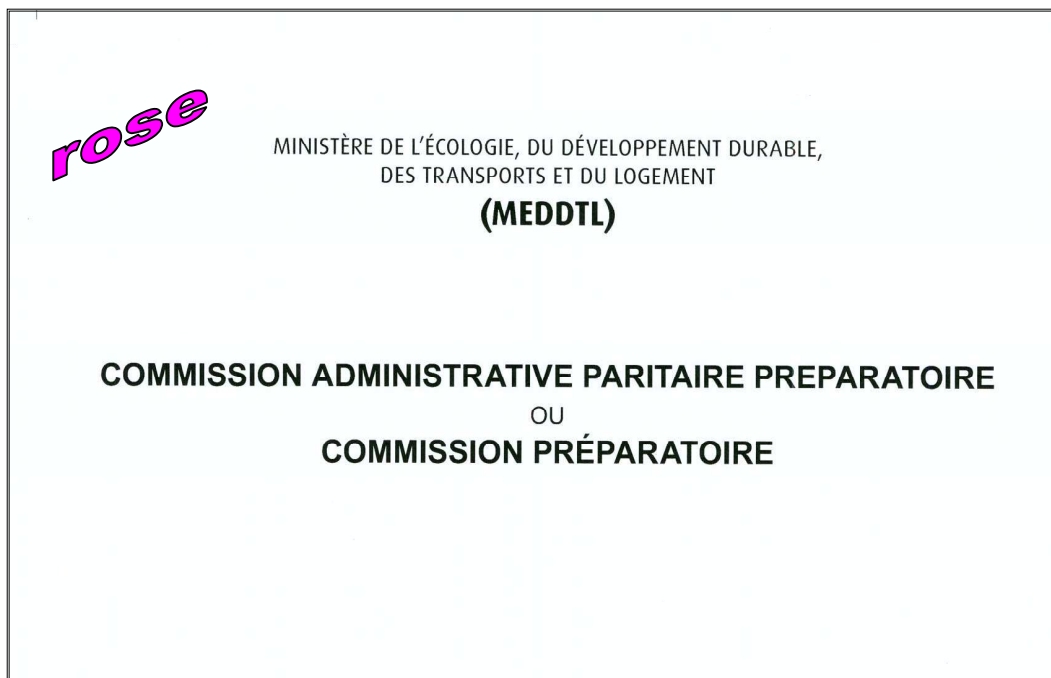 rose
MINISTÈRE DE L'ÉCOLOGIE, DU DÉVELOPPEMENT DURABLE,
DES TRANSPORTS ET DU LOGEMENT
(MEDDTL)
COMMISSION ADMINISTRATIVE PARITAIRE PREPARATOIRE
OU
COMMISSION PRÉPARATOIRE